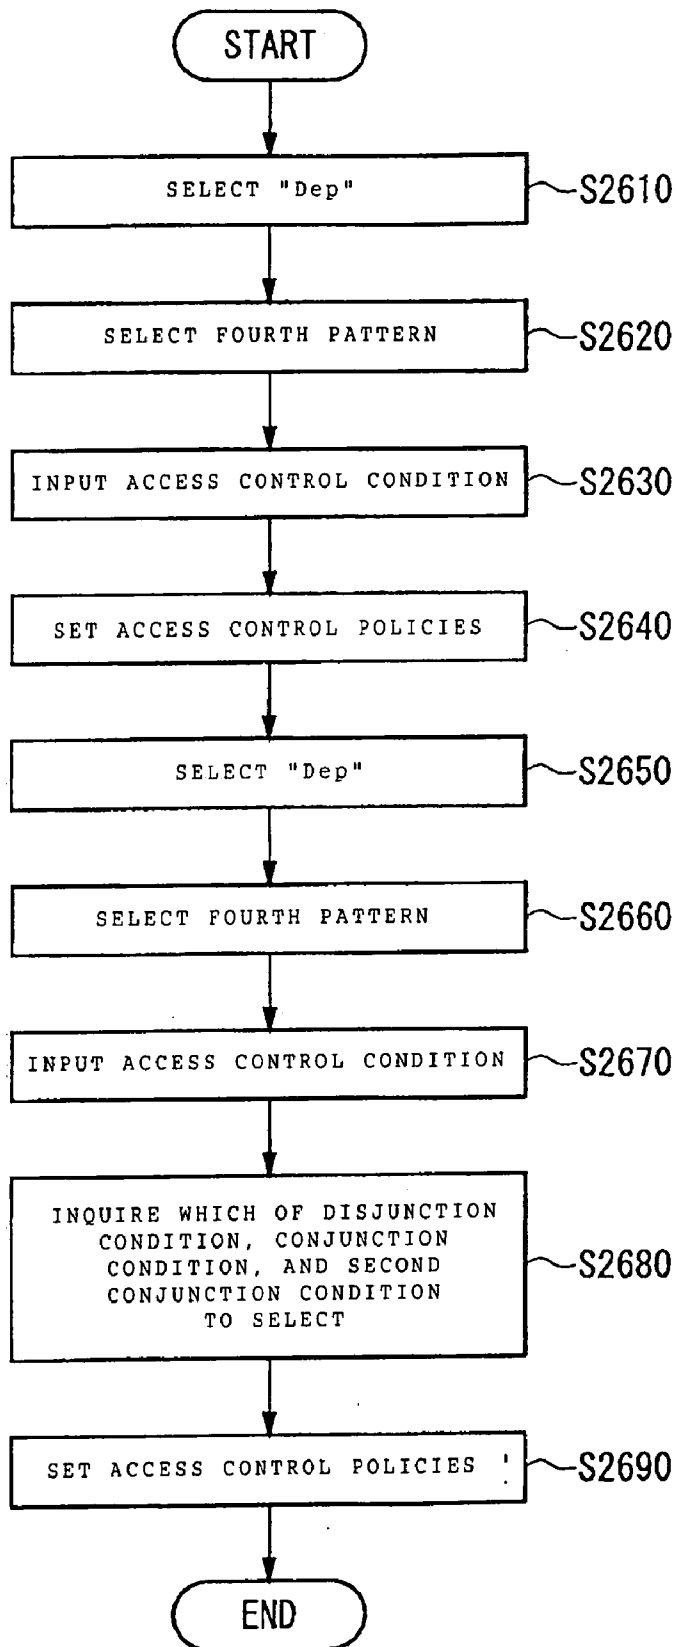 START
SELECT "Dep"
S2610
SELECT FOURTH PATTERN
S2620
INPUT ACCESS CONTROL CONDITION
S2630
SET ACCESS CONTROL POLICIES
S2640
SELECT "Dep"
S2650
SELECT FOURTH PATTERN
S2660
INPUT ACCESS CONTROL CONDITION
S2670
INQUIRE WHICH OF DISJUNCTION
CONDITION, CONJUNCTION
CONDITION, AND SECOND
CONJUNCTION CONDITION
TO SELECT
S2680
SET ACCESS CONTROL POLICIES
S2690
END